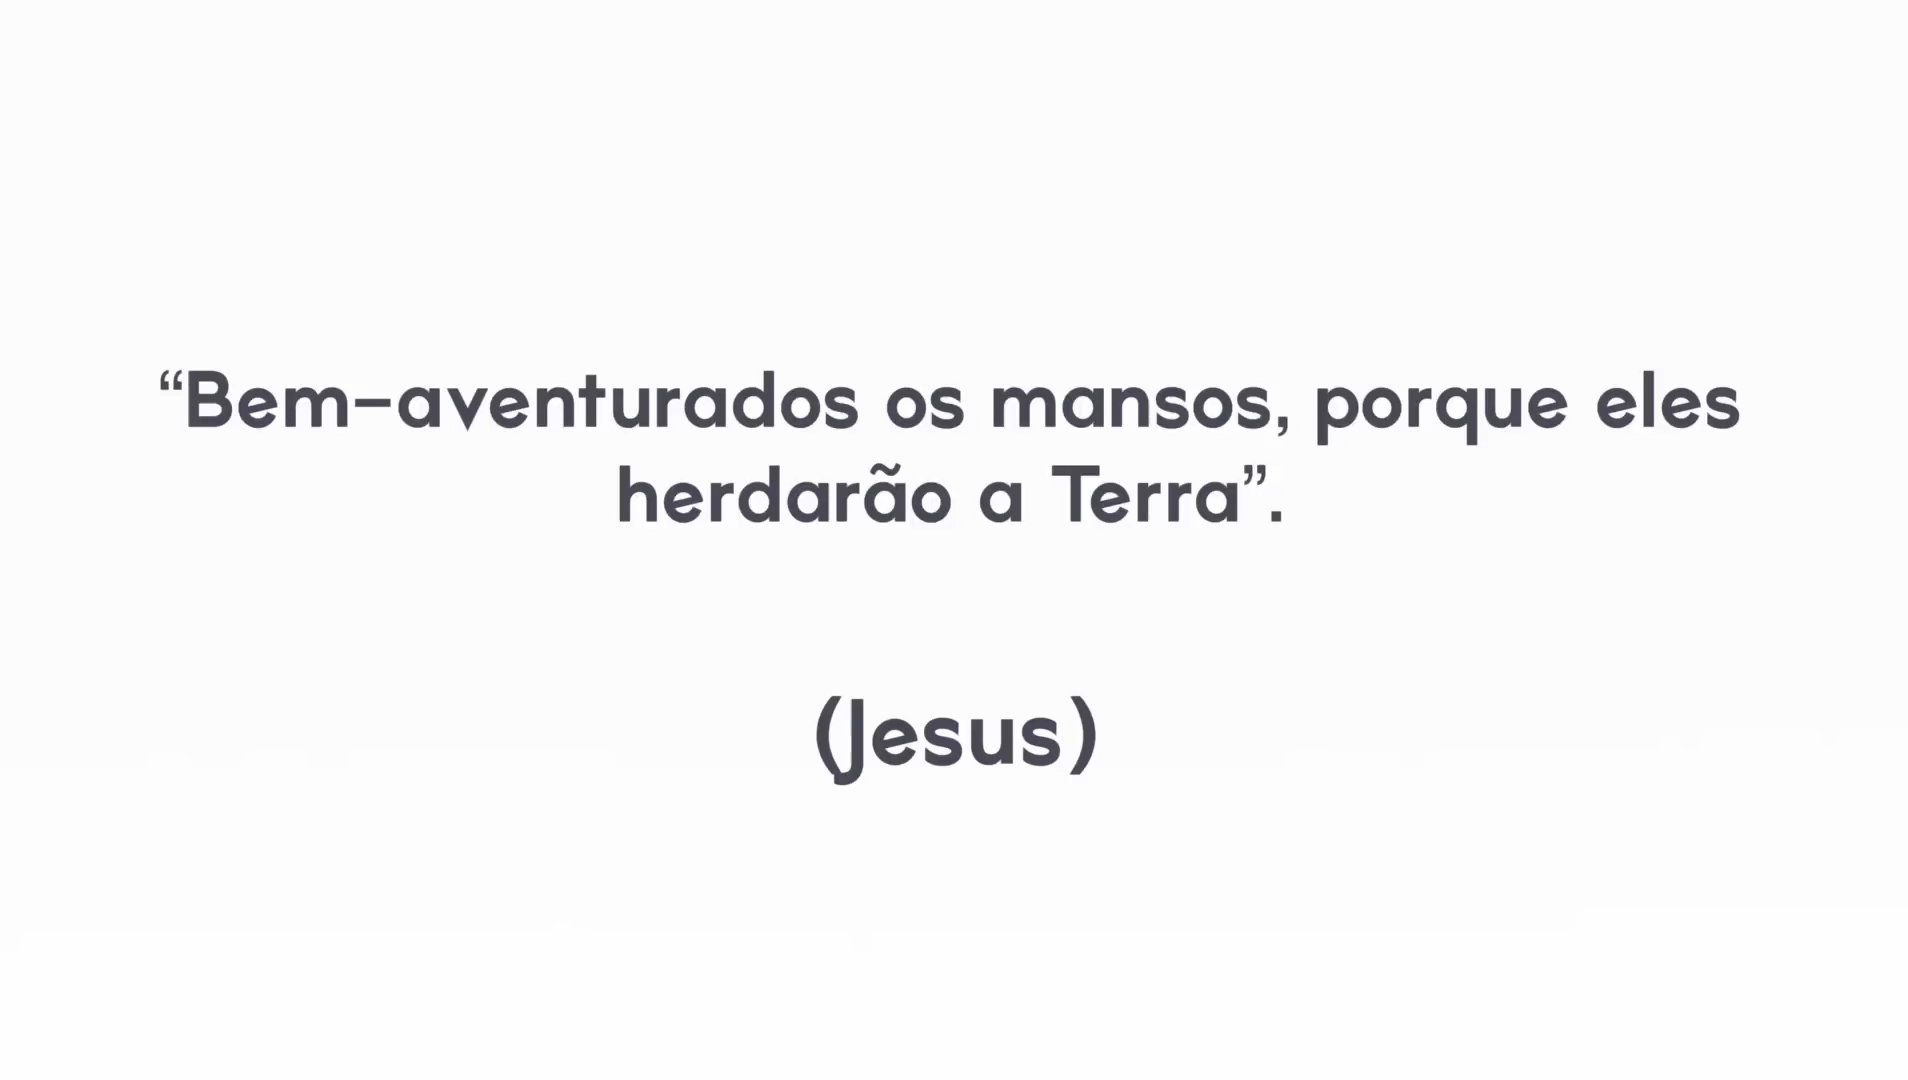 “Bem-aventurados os mansos, porque eles
herdarão a Terra”.
(Jesus)